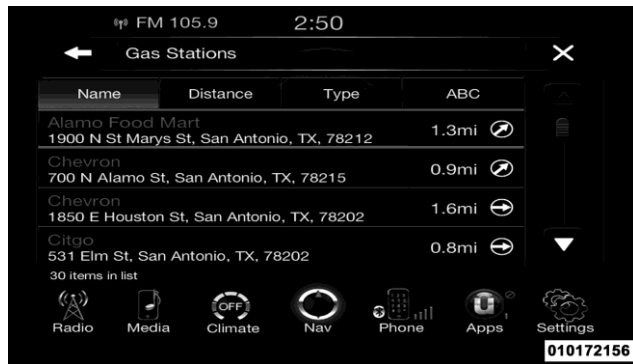 FM 105.9 2:50
Gas Stations
Name Distance Type ABC
Alamo Food Mart
1900 N St Marys St, San Antonio, TX, 78212 1.3mi
Chevron
700 N Alamo St, San Antonio, TX, 78215 0.9mi
Chevron
1850 E Houston St, San Antonio, TX, 78202 1.6mi
Citgo
531 Elm St, San Antonio, TX, 78202 0.8mi
30 items in list
OFF
Radio Media Climate Nav Phone Apps Settings
010172156